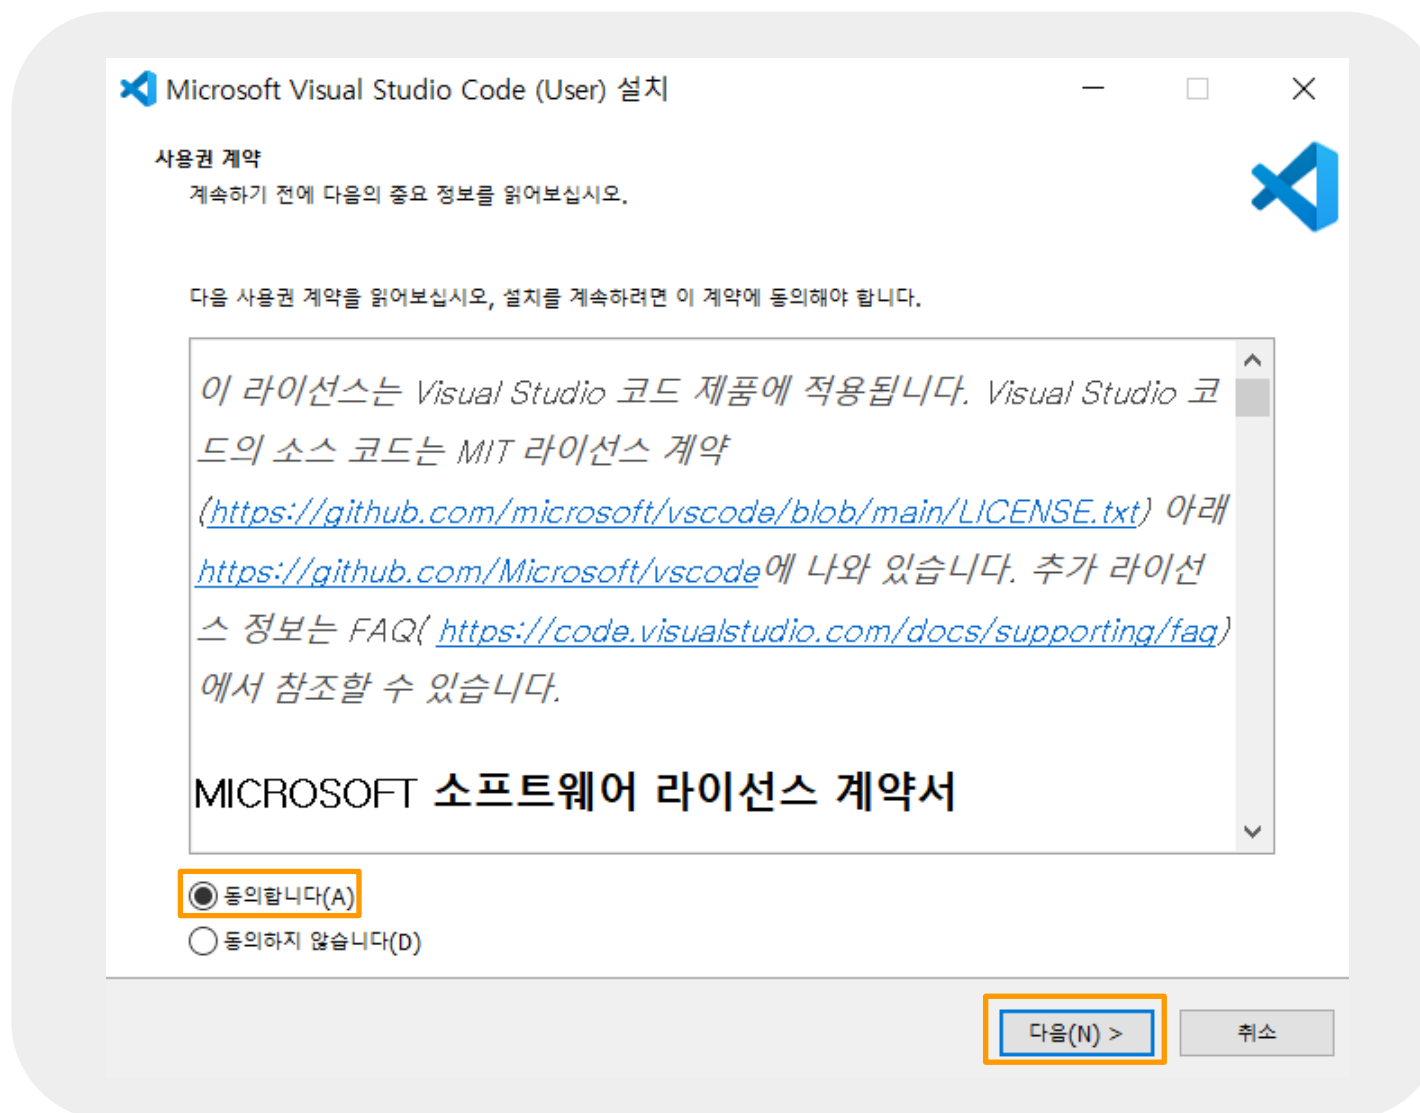 Microsoft Visual Studio Code (User) 설치
사용권 계약
계속하기 전에 다음의 중요 정보를 읽어보십시오.
다음 사용권 계약을 읽어보십시오, 설치를 계속하려면 이 계약에 동의해야 합니다.
이 라이선스는 Visual Studio 코드 제품에 적용됩니다. Visual Studio 코
드의 소스 코드는 MIT 라이선스 계약
(https://github.com/microsoft/vscode/blob/main/LICENSE.txt) 아래
https://github.com/Microsoft/vscode에 나와 있습니다. 추가 라이선
스 정보는 FAQ( https://code.visualstudio.com/docs/supporting/faq)
에서 참조할 수 있습니다.
MICROSOFT 소프트웨어 라이선스 계약서
동의합니다(A)
동의하지 않습니다(D)
다음(N) > 취소